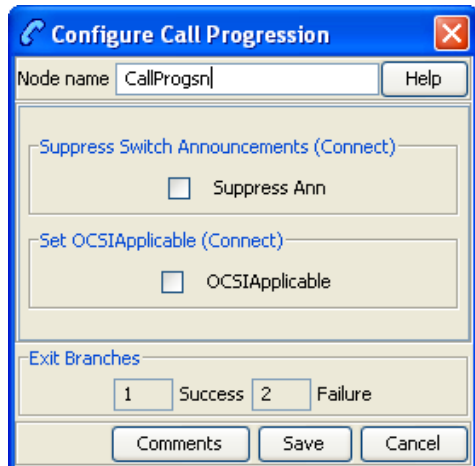 Configure Call Progression
Node name CallProgsn Help
Suppress Switch Announcements (Connect)
Suppress Ann
Set OCSIApplicable (Connect)
OCSIApplicable
Exit Branches
1 Success 2 Failure
Comments Save Cancel